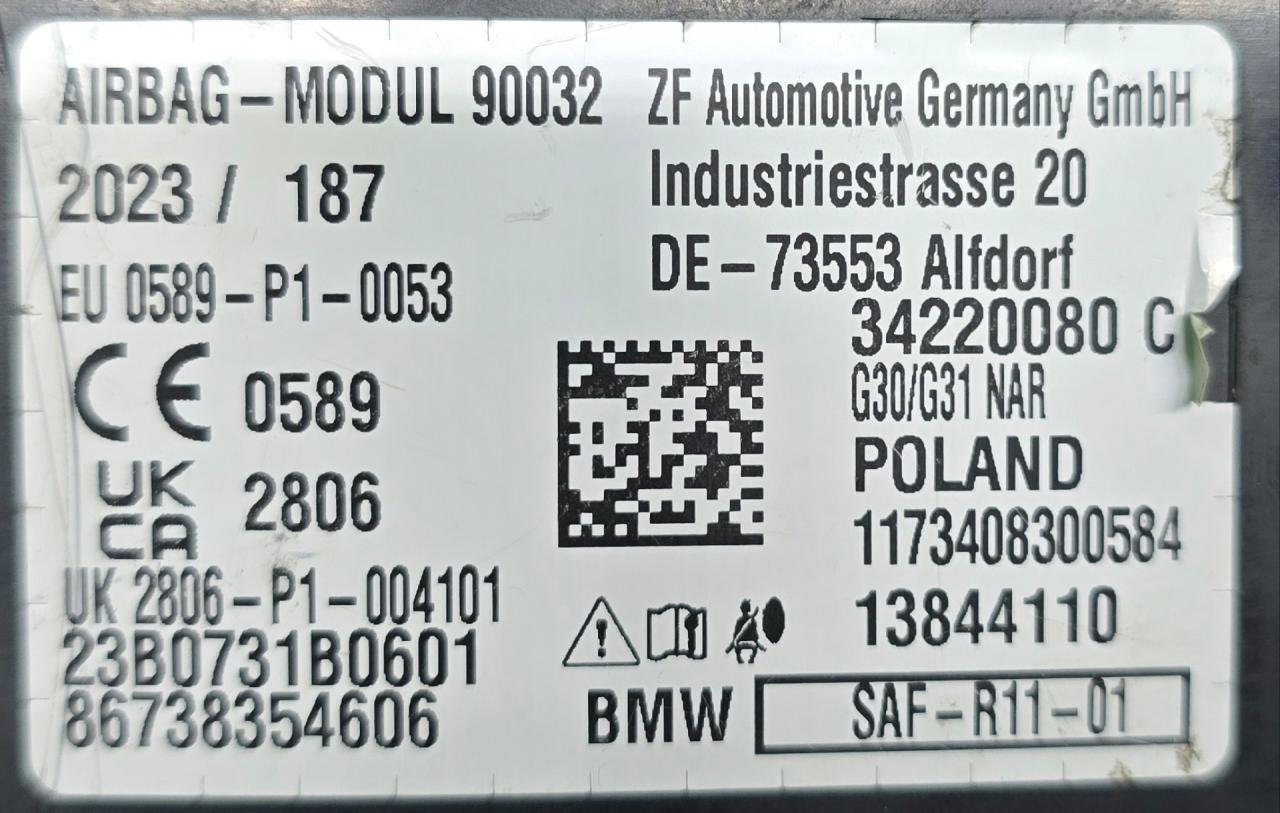 AIRBAG-MODUL 90032
2023 / 187
EU 0589-P1-0053
CE 0589
UK
CA 2806
UK 2806-P1-004101
23B0731B0601
86738354606
ZF Automotive Germany GmbH
Industriestrasse 20
DE-73553 Alfdorf
34220080 C
G30/G31 NAR
POLAND
1173408300584
13844110
BMW SAF-R11-01